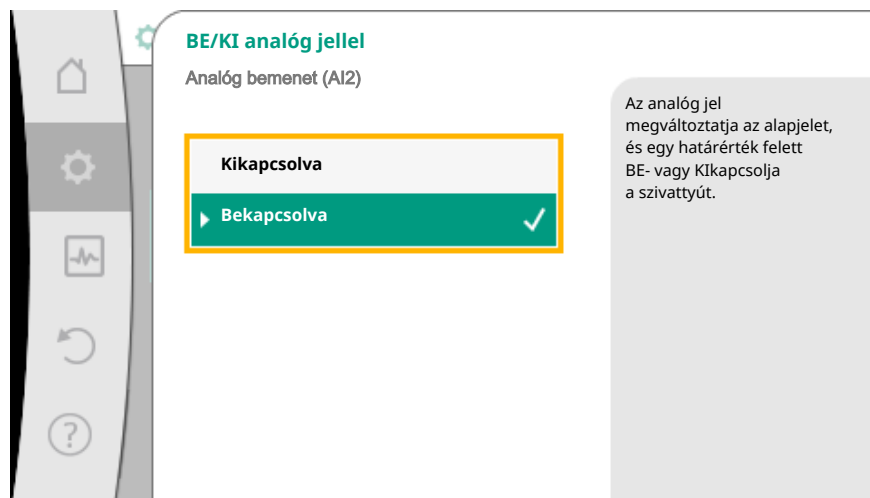 BE/KI analóg jellel
Analóg bemenet (AI2)
Kikapcsolva
Bekapcsolva
Az analóg jel
megváltoztatja az alapjelet,
és egy határérték felett
BE- vagy KIkapcsolja
a szivattyút.
?